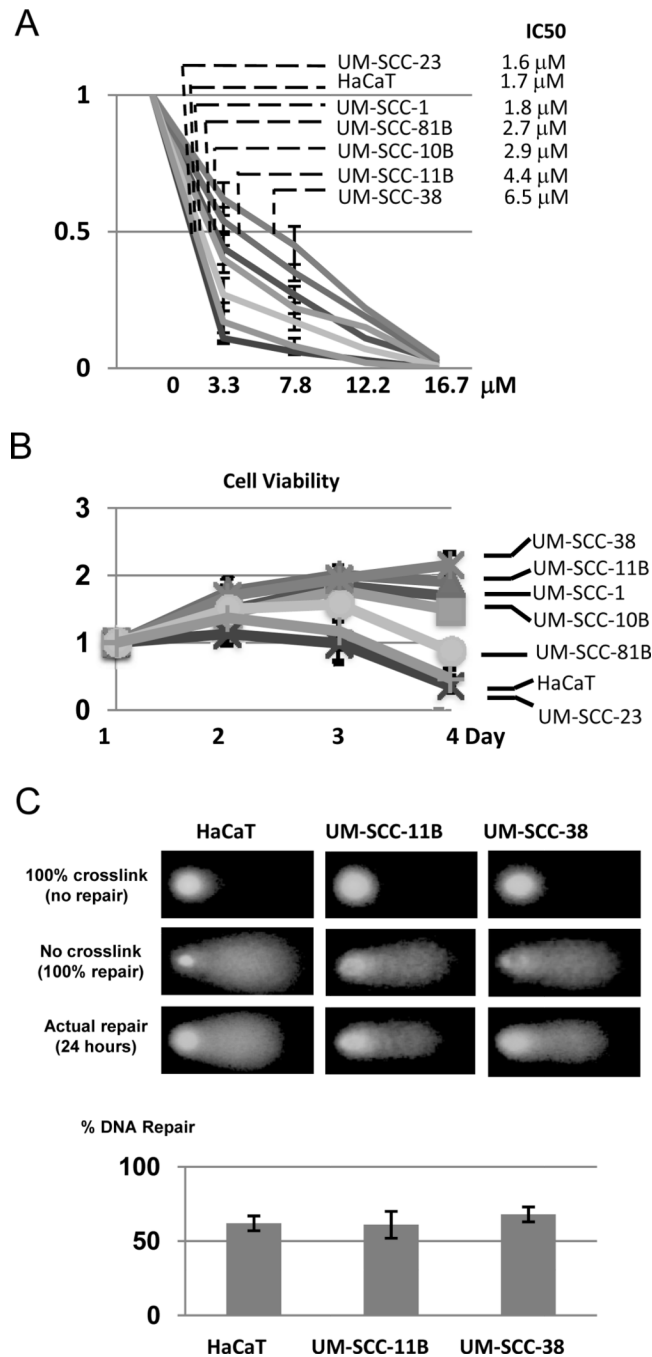 A
IC50
UM-SCC-23 1.6 μM
HaCaT 1.7 μM
UM-SCC-1 1.8 μM
UM-SCC-81B 2.7 μM
UM-SCC-10B 2.9 μM
UM-SCC-11B 4.4 μM
UM-SCC-38 6.5 μM
1
0.5
0
0 3.3 7.8 12.2 16.7 μM
B
Cell Viability
3
2
1
0
UM-SCC-38
UM-SCC-11B
UM-SCC-1
UM-SCC-10B
UM-SCC-81B
HaCaT
UM-SCC-23
1 2 3 4 Day
C
HaCaT UM-SCC-11B UM-SCC-38
100% crosslink
(no repair)
No crosslink
(100% repair)
Actual repair
(24 hours)
% DNA Repair
100
50
0
HaCaT UM-SCC-11B UM-SCC-38